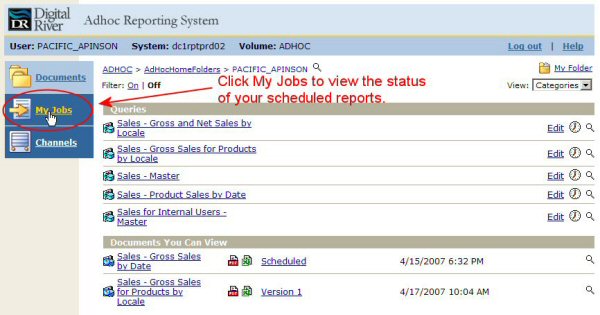 Digital River
DR
Adhoc Reporting System
User: PACIFIC_APINSON System: dc1rptprd02 Volume: ADHOC Log out | Help
Documents
My Jobs
Channels
ADHOC > AdHocHomeFolders > PACIFIC_APINSON
My Folder
Filter: On | Off
View: Categories
Click My Jobs to view the status
of your scheduled reports.
Queries
Sales - Gross and Net Sales by
Locale
Edit
Sales - Gross Sales for Products
by Locale
Edit
Sales - Master
Edit
Sales - Product Sales by Date
Edit
Sales for Internal Users -
Master
Edit
Documents You Can View
Sales - Gross Sales
by Date
Scheduled
4/15/2007 6:32 PM
Sales - Gross Sales
for Products by
Locale
Version 1
4/17/2007 10:04 AM